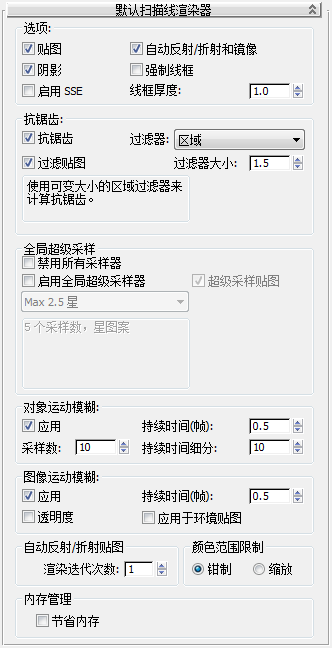 默认扫描线渲染器
选项:
贴图 自动反射/折射和镜像
阴影 强制线框
启用 SSE 线框厚度: 1.0
抗锯齿:
抗锯齿 过滤器: 区域
过滤贴图 过滤器大小: 1.5
使用可变大小的区域过滤器来
计算抗锯齿。
全局超级采样
禁用所有采样器
启用全局超级采样器 超级采样贴图
Max 2.5 星
5 个采样数，星图案
对象运动模糊:
应用 持续时间(帧): 0.5
采样数: 10 持续时间细分: 10
图像运动模糊:
应用 持续时间(帧): 0.5
透明度 应用于环境贴图
自动反射/折射贴图 颜色范围限制
渲染迭代次数: 1 钳制 缩放
内存管理
节省内存